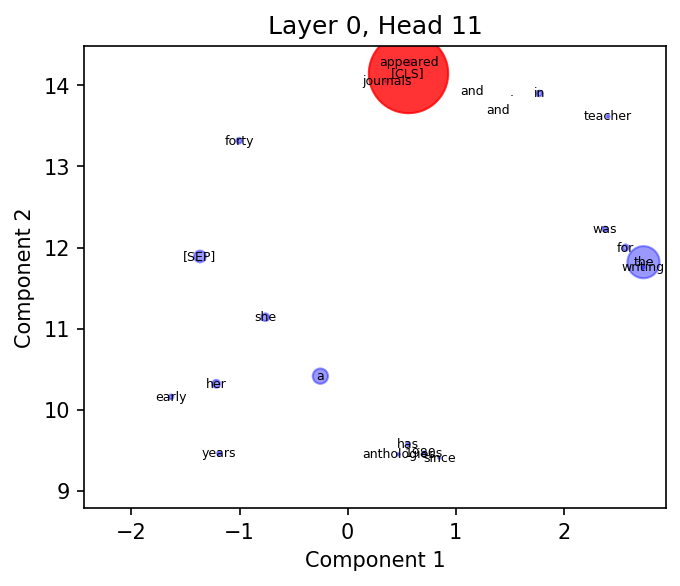 Layer 0, Head 11
Component 2
14
13
12
11
10
9
appeared
[CLS]
journals
and
.
in
and
teacher
forty
was
for
[SEP]
the
writing
she
a
her
early
has
years
anthologies
1980s
since
−2
−1
0
1
2
Component 1